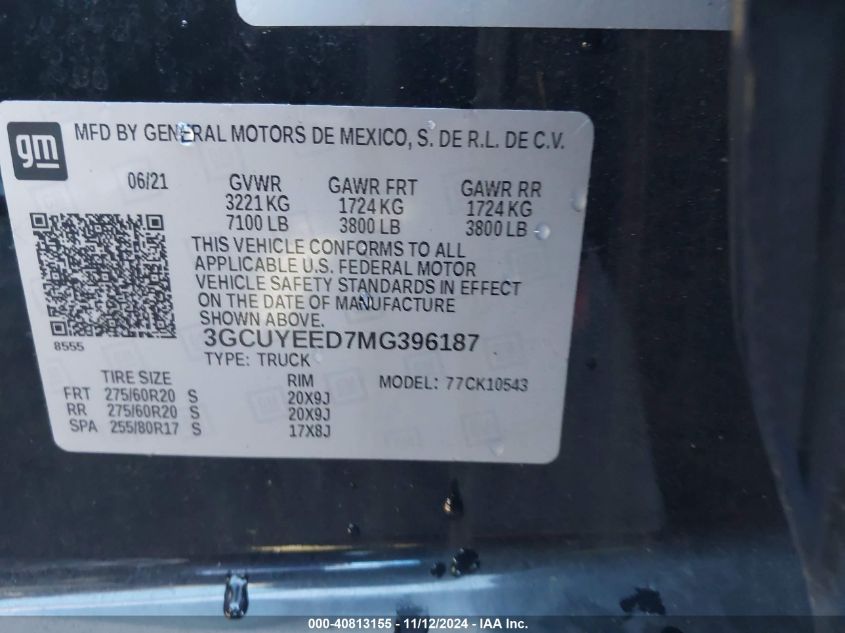 gm
MFD BY GENERAL MOTORS DE MEXICO, S. DE R.L. DE C.V.
06/21 GVWR GAWR FRT GAWR RR
3221 KG 1724 KG 1724 KG
7100 LB 3800 LB 3800 LB
THIS VEHICLE CONFORMS TO ALL
APPLICABLE U.S. FEDERAL MOTOR
VEHICLE SAFETY STANDARDS IN EFFECT
ON THE DATE OF MANUFACTURE
SHOWN ABOVE.
8555
3GCUYEED7MG396187
TYPE: TRUCK
TIRE SIZE RIM MODEL: 77CK10543
FRT 275/60R20 S 20X9J
RR 275/60R20 S 20X9J
SPA 255/80R17 S 17X8J
000-40813155 - 11/12/2024 - IAA Inc.